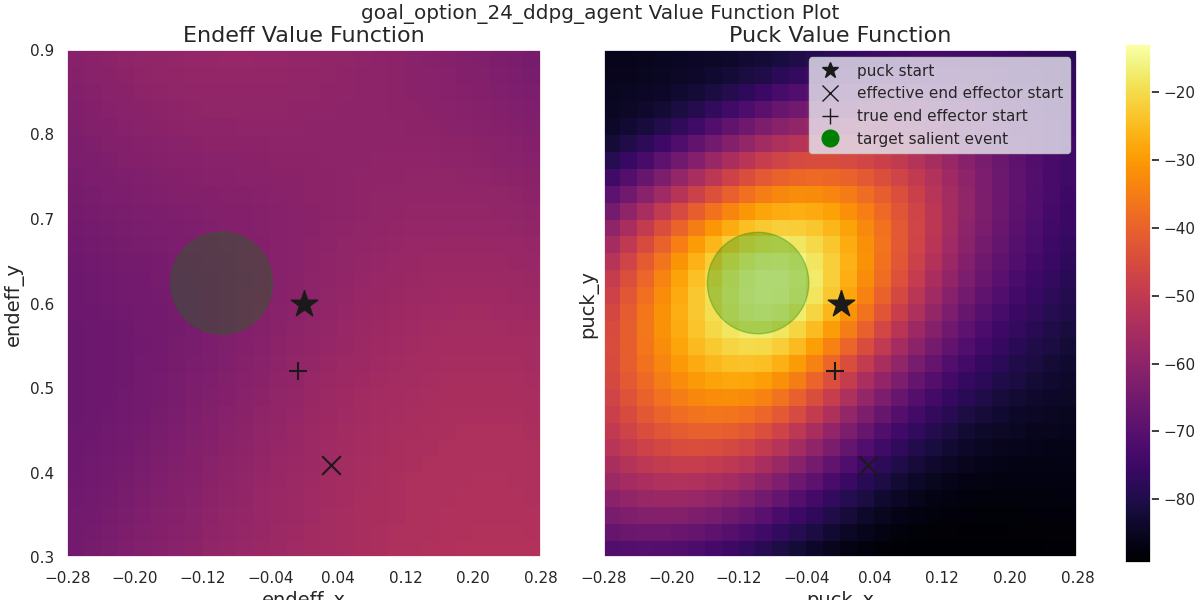 goal_option_24_ddpg_agent Value Function Plot
Endeff Value Function
Puck Value Function
0.9
0.8
0.7
0.6
0.5
0.4
0.3
endeff_y
−0.28 −0.20 −0.12 −0.04 0.04 0.12 0.20 0.28
endeff_x
puck_y
puck start
effective end effector start
true end effector start
target salient event
−0.28 −0.20 −0.12 −0.04 0.04 0.12 0.20 0.28
puck_x
−20
−30
−40
−50
−60
−70
−80